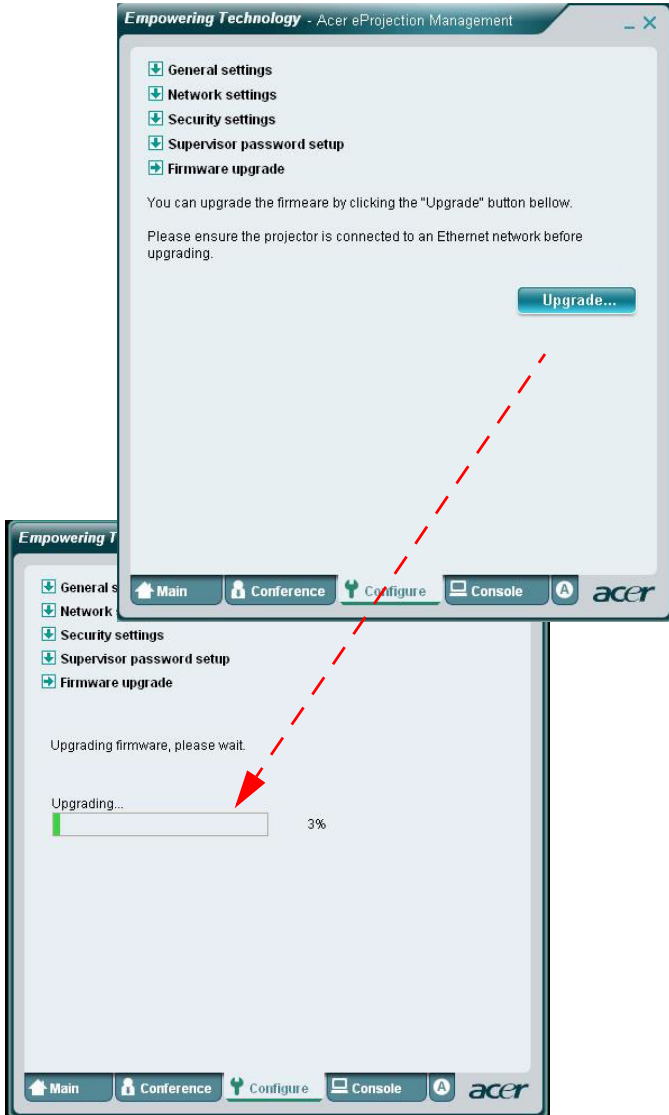 Empowering Technology - Acer eProjection Management
General settings
Network settings
Security settings
Supervisor password setup
Firmware upgrade
You can upgrade the firmeare by clicking the "Upgrade" button bellow.
Please ensure the projector is connected to an Ethernet network before
upgrading.
Upgrade...
Main Conference Configure Console A acer
Empowering T
General s
Network
Security settings
Supervisor password setup
Firmware upgrade
Upgrading firmware, please wait.
Upgrading...
3%
Main Conference Configure Console A acer